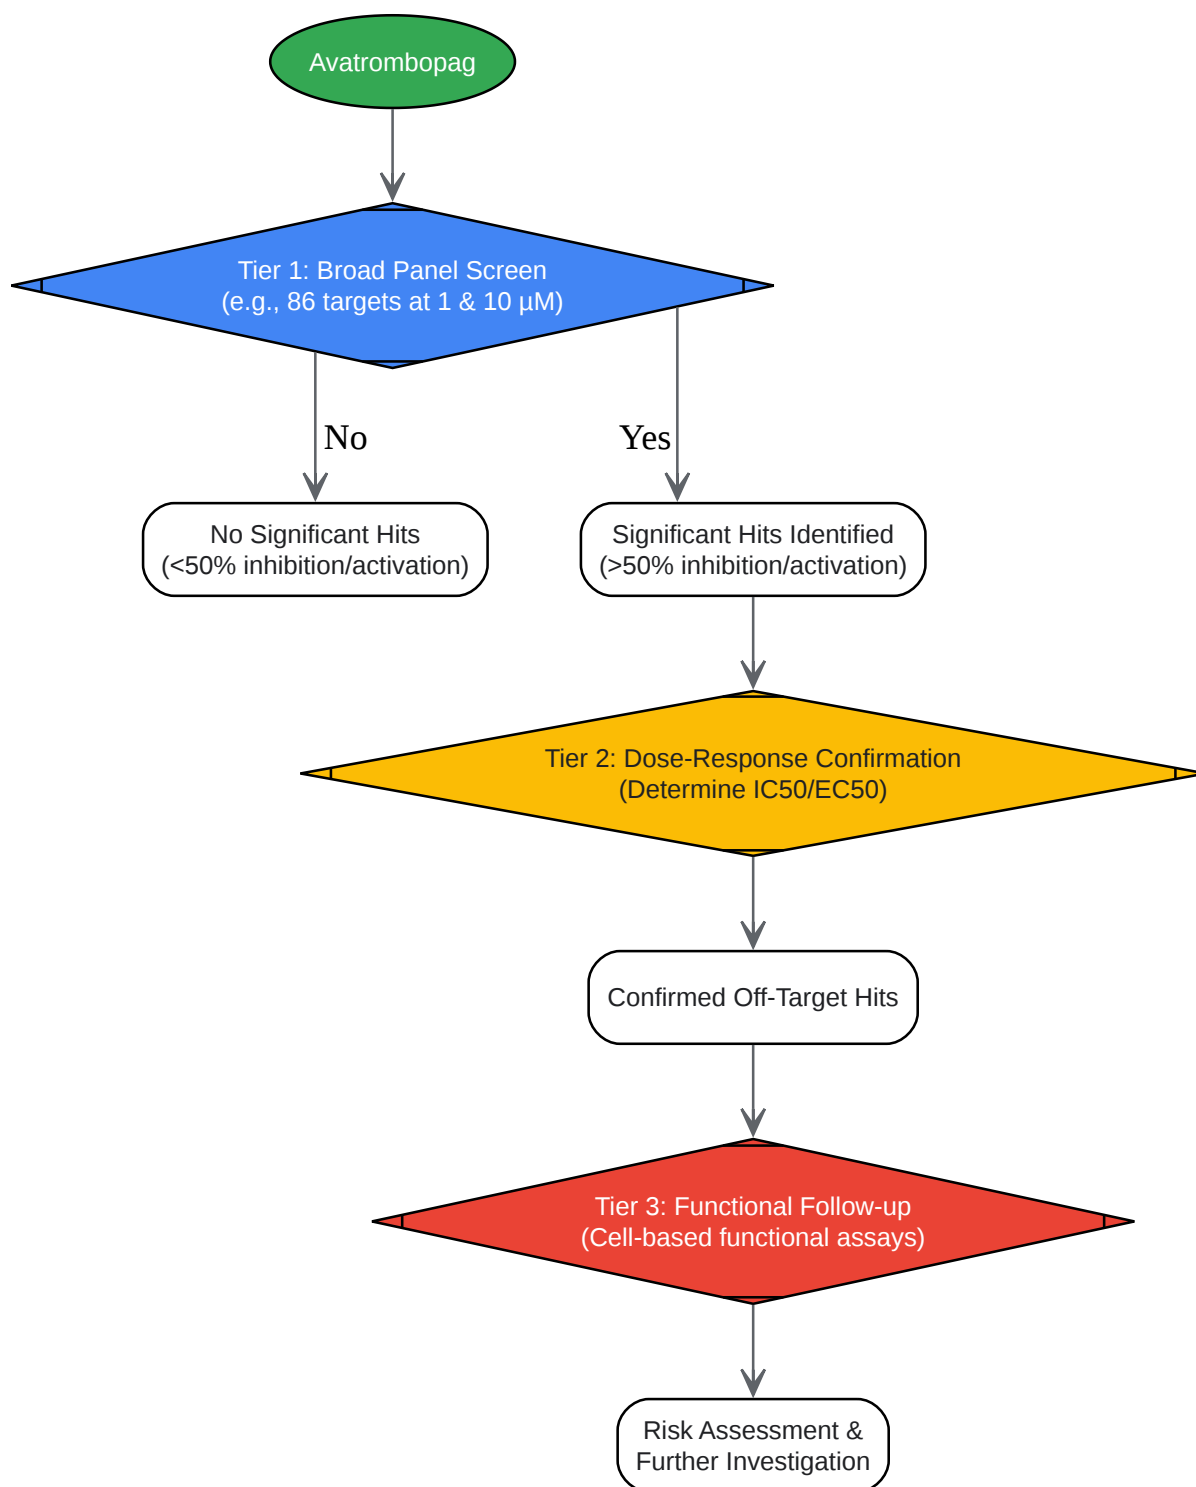 Avatrombopag
Tier 1: Broad Panel Screen
(e.g., 86 targets at 1 & 10 µM)
No
Yes
No Significant Hits
(<50% inhibition/activation)
Significant Hits Identified
(>50% inhibition/activation)
Tier 2: Dose-Response Confirmation
(Determine IC50/EC50)
Confirmed Off-Target Hits
Tier 3: Functional Follow-up
(Cell-based functional assays)
Risk Assessment &
Further Investigation